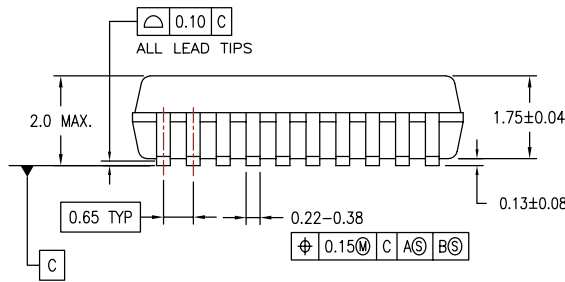 ⌓ 0.10 C
ALL LEAD TIPS
2.0 MAX.
1.75±0.04
0.13±0.08
0.65 TYP
0.22–0.38
⌖ 0.15Ⓜ C AⓈ BⓈ
C